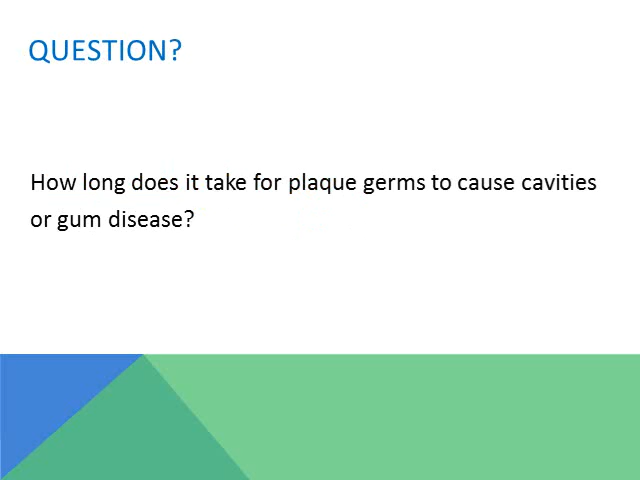 QUESTION?
How long does it take for plaque germs to cause cavities
or gum disease?